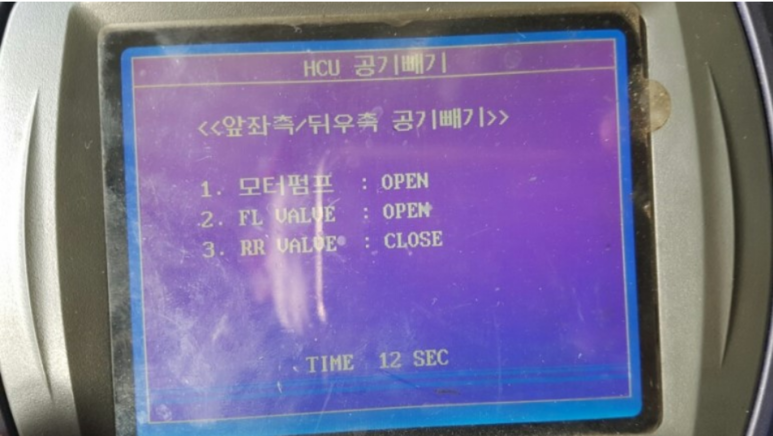 HCU 공기빼기
<<앞좌측/뒤우측 공기빼기>>
1. 모터펌프 : OPEN
2. FL VALVE : OPEN
3. RR VALVE : CLOSE
TIME 12 SEC